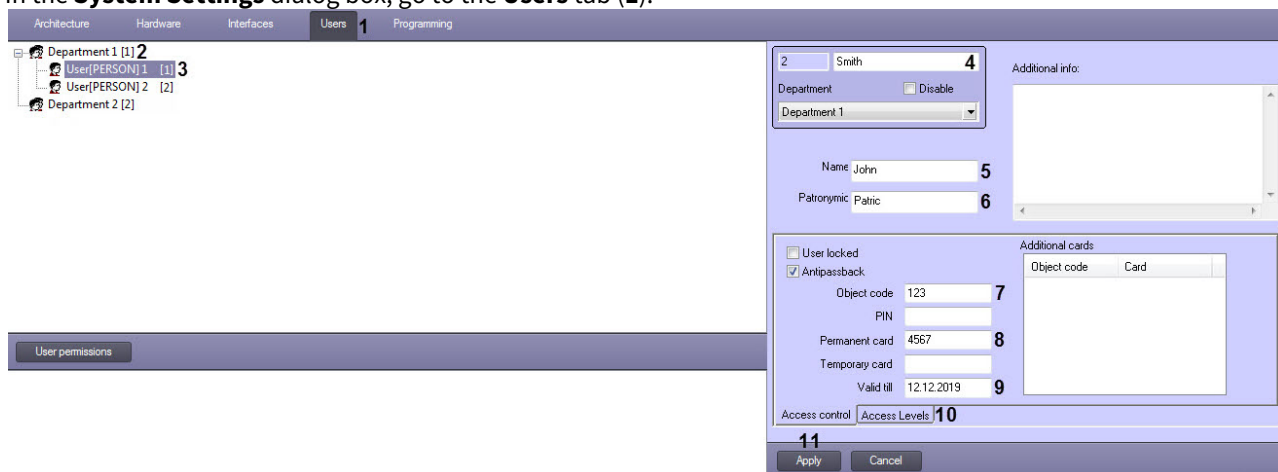 In the System Settings dialog box, go to the Users tab (1).
Architecture Hardware Interfaces Users 1 Programming
Department 1 [1] 2
User[PERSON] 1 [1] 3
User[PERSON] 2 [2]
Department 2 [2]
User permissions
2 Smith 4
Department Disable
Department 1
Name John 5
Patronymic Patric 6
Additional info:
User locked
Antipassback
Object code 123 7
PIN
Permanent card 4567 8
Temporary card
Valid till 12.12.2019 9
Additional cards
Object code Card
Access control Access Levels 10
11
Apply Cancel